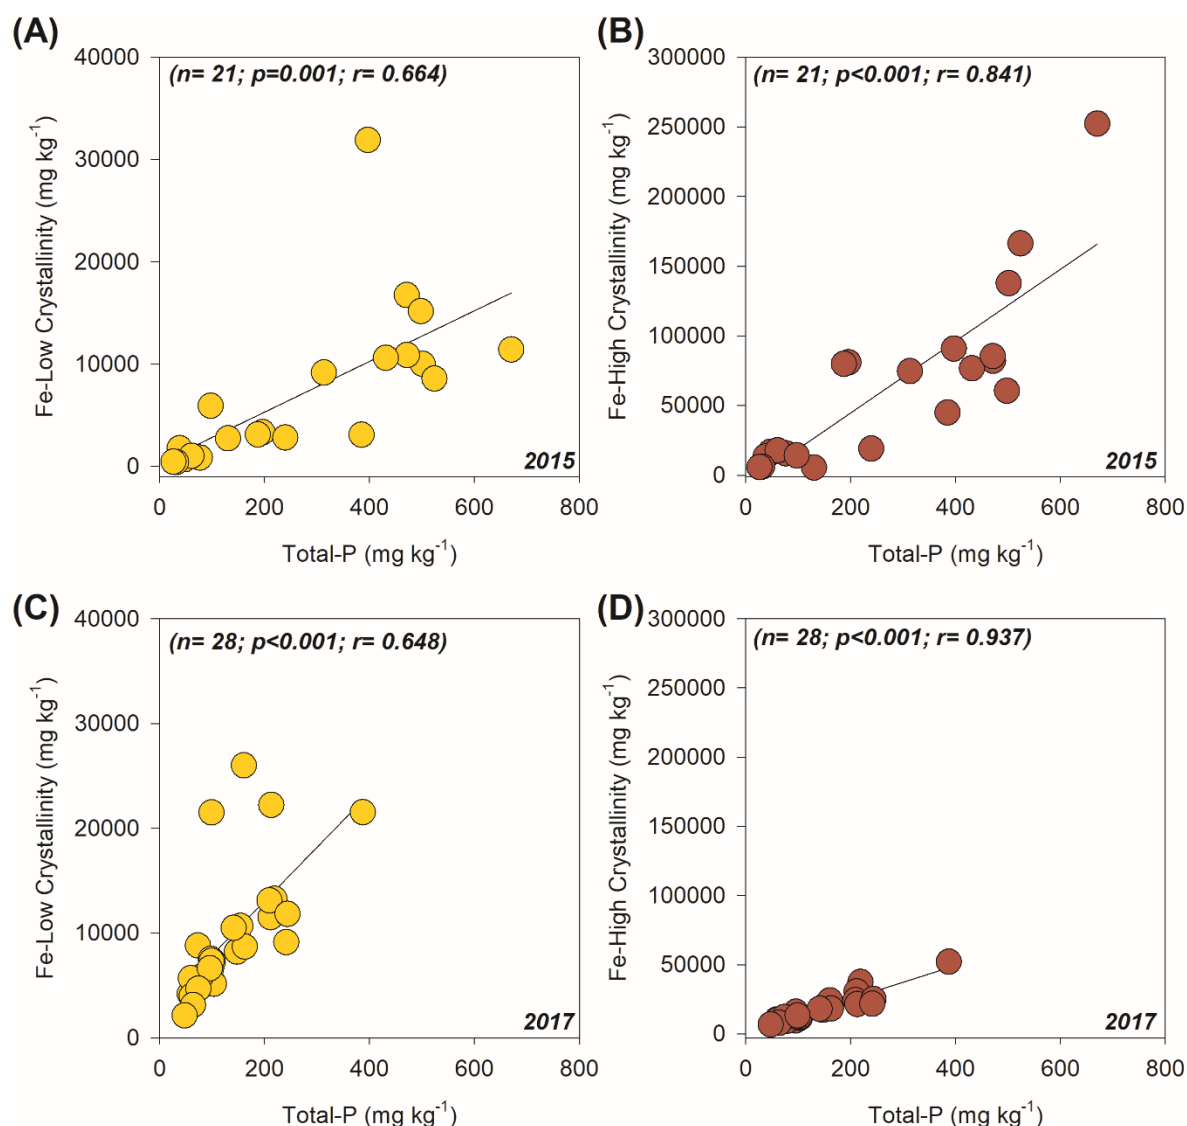 (A)
(n= 21; p=0.001; r= 0.664)
40000
30000
20000
10000
0
Fe-Low Crystallinity (mg kg⁻¹)
2015
0 200 400 600 800
Total-P (mg kg⁻¹)
(B)
(n= 21; p<0.001; r= 0.841)
300000
250000
200000
150000
100000
50000
0
Fe-High Crystallinity (mg kg⁻¹)
2015
0 200 400 600 800
Total-P (mg kg⁻¹)
(C)
(n= 28; p<0.001; r= 0.648)
40000
30000
20000
10000
0
Fe-Low Crystallinity (mg kg⁻¹)
2017
0 200 400 600 800
Total-P (mg kg⁻¹)
(D)
(n= 28; p<0.001; r= 0.937)
300000
250000
200000
150000
100000
50000
0
Fe-High Crystallinity (mg kg⁻¹)
2017
0 200 400 600 800
Total-P (mg kg⁻¹)